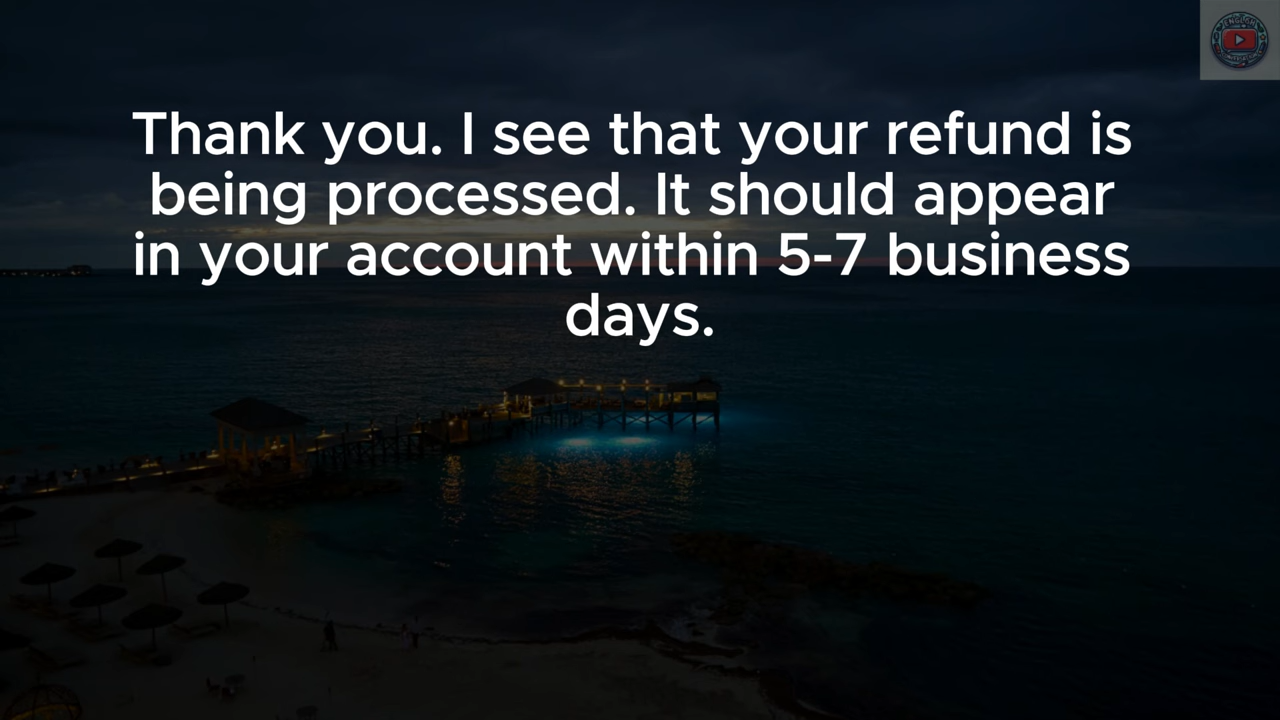 Thank you. I see that your refund is
being processed. It should appear
in your account within 5-7 business
days.